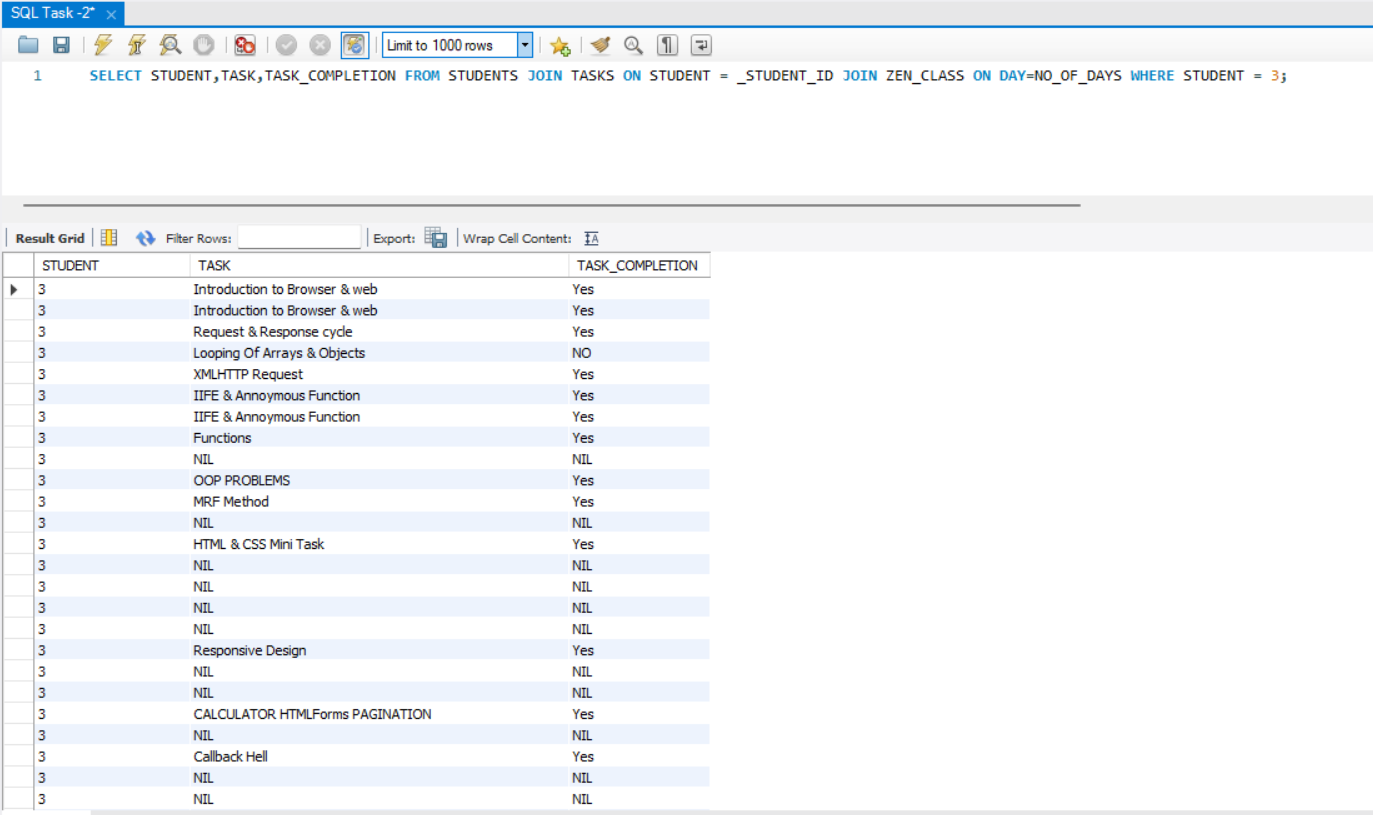 SQL Task -2*
Limit to 1000 rows
1 SELECT STUDENT,TASK,TASK_COMPLETION FROM STUDENTS JOIN TASKS ON STUDENT = _STUDENT_ID JOIN ZEN_CLASS ON DAY=NO_OF_DAYS WHERE STUDENT = 3;
Result Grid Filter Rows: Export: Wrap Cell Content:
STUDENT TASK TASK_COMPLETION
3 Introduction to Browser & web Yes
3 Introduction to Browser & web Yes
3 Request & Response cycle Yes
3 Looping Of Arrays & Objects NO
3 XMLHTTP Request Yes
3 IIFE & Annoymous Function Yes
3 IIFE & Annoymous Function Yes
3 Functions Yes
3 NIL NIL
3 OOP PROBLEMS Yes
3 MRF Method Yes
3 NIL NIL
3 HTML & CSS Mini Task Yes
3 NIL NIL
3 NIL NIL
3 NIL NIL
3 NIL NIL
3 Responsive Design Yes
3 NIL NIL
3 NIL NIL
3 CALCULATOR HTMLForms PAGINATION Yes
3 NIL NIL
3 Callback Hell Yes
3 NIL NIL
3 NIL NIL